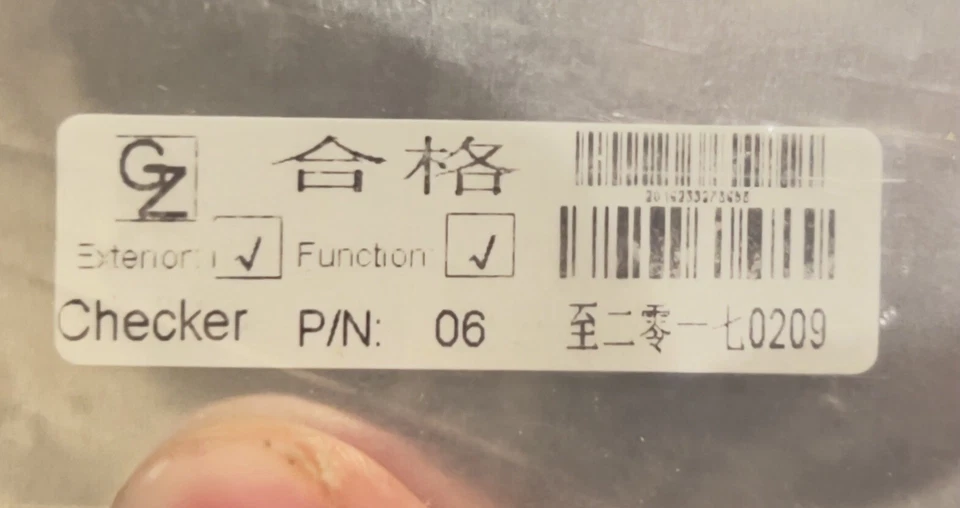 GZ 合格
Exterior: √ Function √
Checker P/N: 06
至二零一七0209